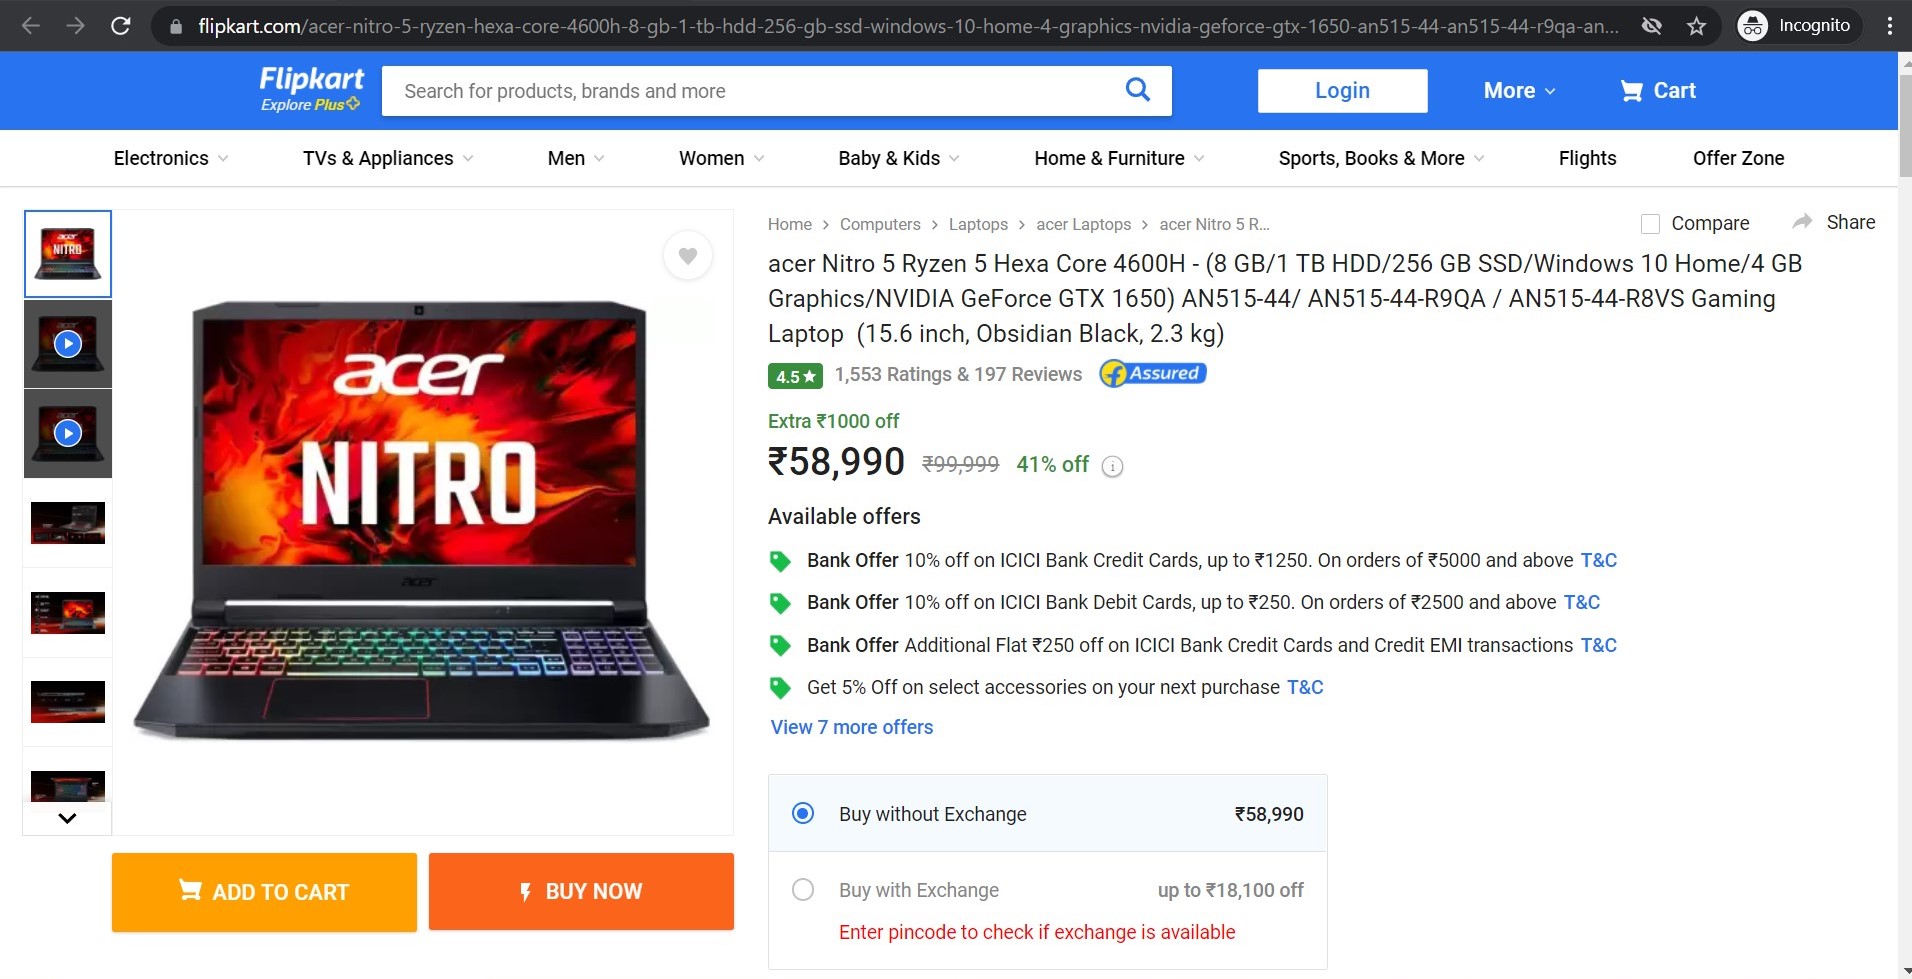 flipkart.com/acer-nitro-5-ryzen-hexa-core-4600h-8-gb-1-tb-hdd-256-gb-ssd-windows-10-home-4-graphics-nvidia-geforce-gtx-1650-an515-44-an515-44-r9qa-an...
Incognito
Flipkart
Explore Plus
Search for products, brands and more
Login
More
Cart
Electronics
TVs & Appliances
Men
Women
Baby & Kids
Home & Furniture
Sports, Books & More
Flights
Offer Zone
acer
NITRO
acer
NITRO
acer
Home > Computers > Laptops > acer Laptops > acer Nitro 5 R...
Compare
Share
acer Nitro 5 Ryzen 5 Hexa Core 4600H - (8 GB/1 TB HDD/256 GB SSD/Windows 10 Home/4 GB
Graphics/NVIDIA GeForce GTX 1650) AN515-44/ AN515-44-R9QA / AN515-44-R8VS Gaming
Laptop (15.6 inch, Obsidian Black, 2.3 kg)
4.5★ 1,553 Ratings & 197 Reviews Assured
Extra ₹1000 off
₹58,990 ₹99,999 41% off
Available offers
Bank Offer 10% off on ICICI Bank Credit Cards, up to ₹1250. On orders of ₹5000 and above T&C
Bank Offer 10% off on ICICI Bank Debit Cards, up to ₹250. On orders of ₹2500 and above T&C
Bank Offer Additional Flat ₹250 off on ICICI Bank Credit Cards and Credit EMI transactions T&C
Get 5% Off on select accessories on your next purchase T&C
View 7 more offers
Buy without Exchange ₹58,990
Buy with Exchange up to ₹18,100 off
Enter pincode to check if exchange is available
ADD TO CART
BUY NOW